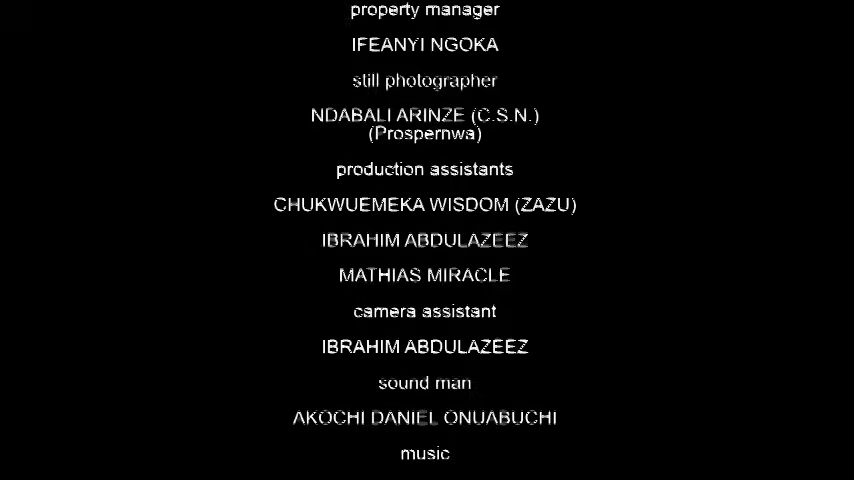 property manager
IFEANYI NGOKA
still photographer
NDABALI ARINZE (C.S.N.)
(Prospernwa)
production assistants
CHUKWUEMEKA WISDOM (ZAZU)
IBRAHIM ABDULAZEEZ
MATHIAS MIRACLE
camera assistant
IBRAHIM ABDULAZEEZ
sound man
AKOCHI DANIEL ONUABUCHI
music